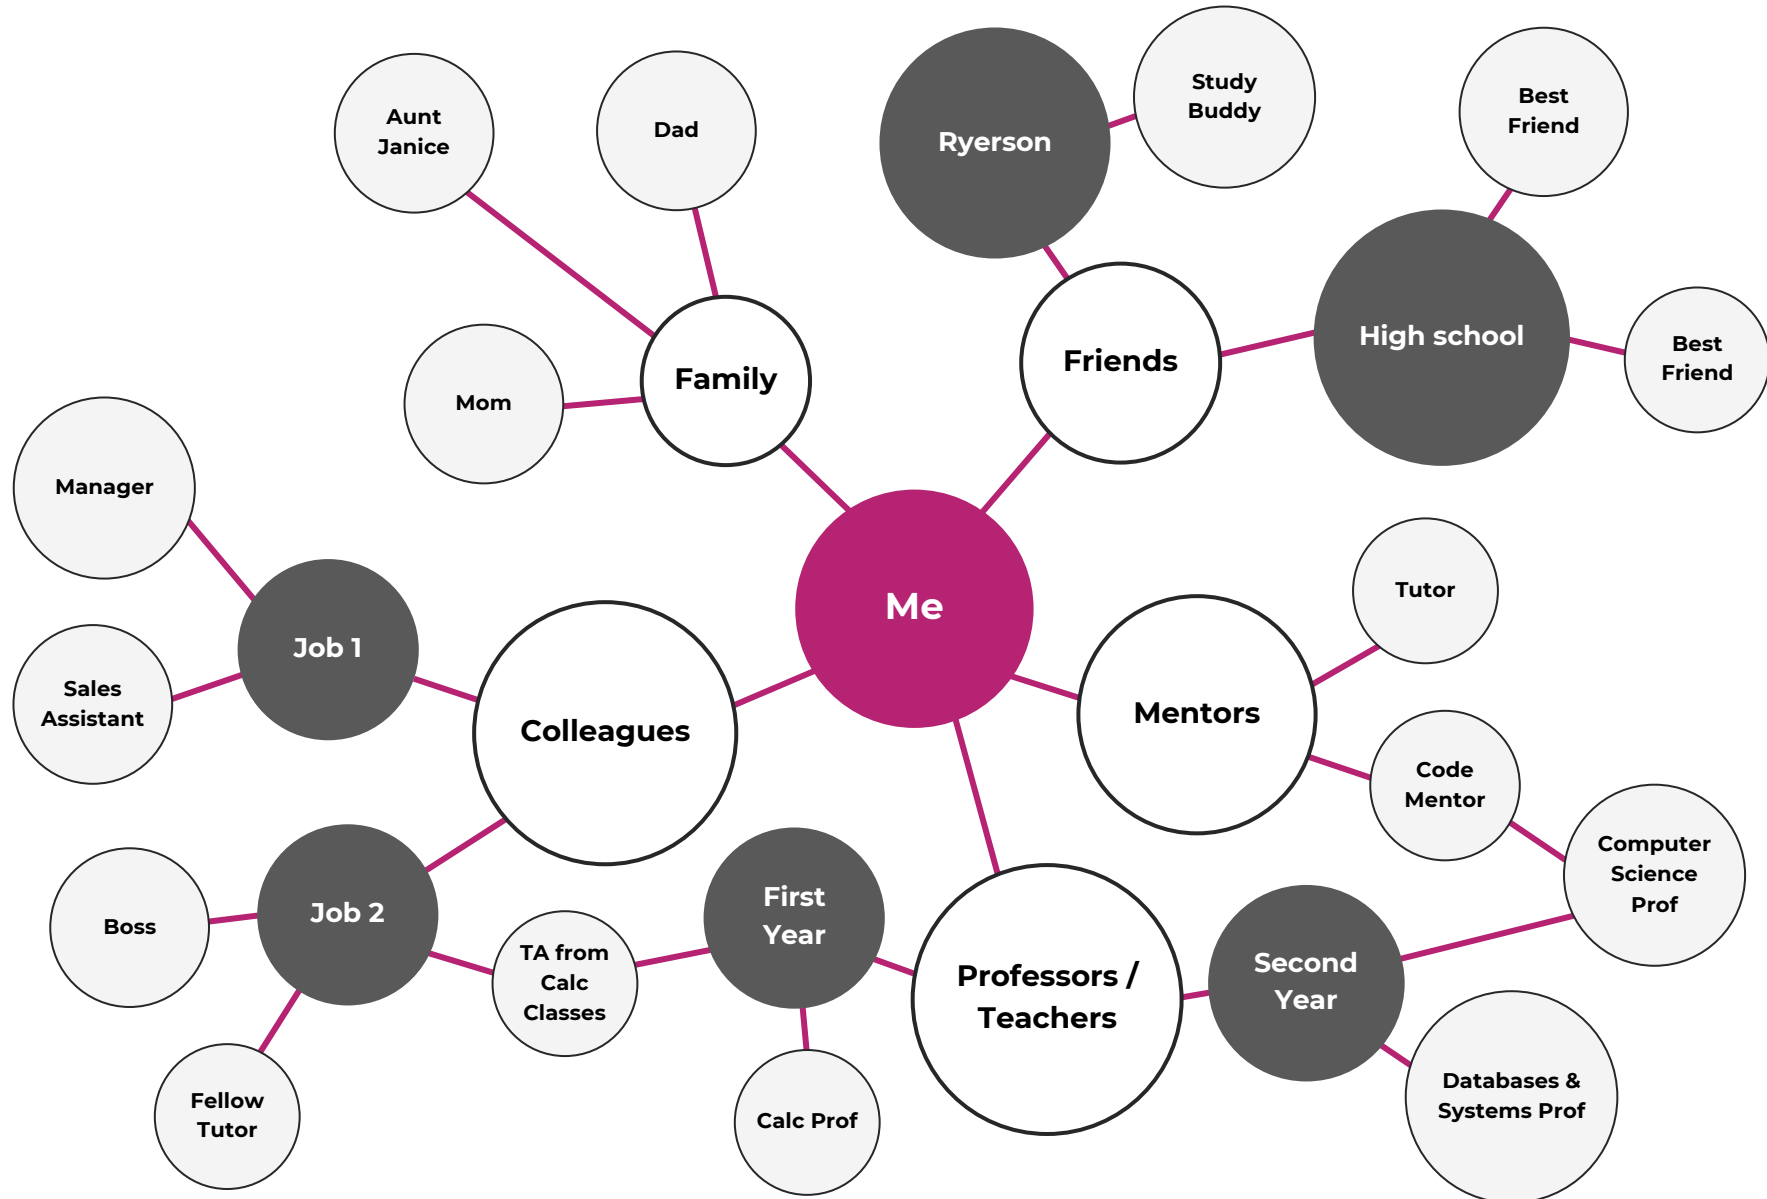 Aunt
Janice
Dad
Mom
Family
Ryerson
Study
Buddy
Best
Friend
High school
Best
Friend
Friends
Me
Manager
Job 1
Sales
Assistant
Colleagues
Boss
Job 2
Fellow
Tutor
TA from
Calc
Classes
First
Year
Calc Prof
Professors /
Teachers
Second
Year
Databases &
Systems Prof
Computer
Science
Prof
Code
Mentor
Tutor
Mentors